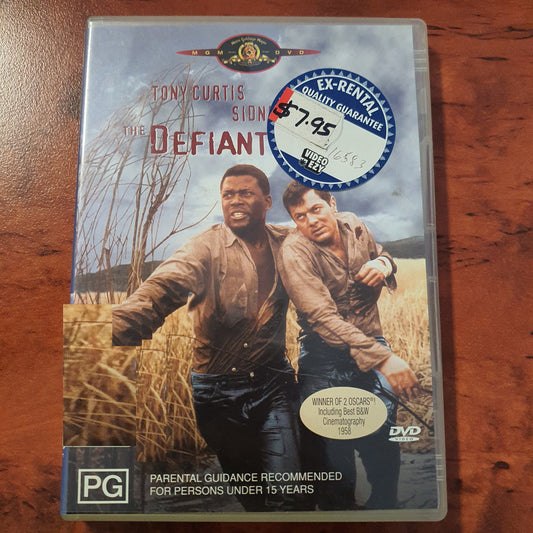 MGM DVD
TONY CURTIS
SIDN
THE DEFIANT
EX-RENTAL
QUALITY GUARANTEE
$7.95
16583
VIDEO
EZY
WINNER OF 2 OSCARS®!
Including Best B&W
Cinematography
1958
DVD
VIDEO
PG
PARENTAL GUIDANCE RECOMMENDED
FOR PERSONS UNDER 15 YEARS